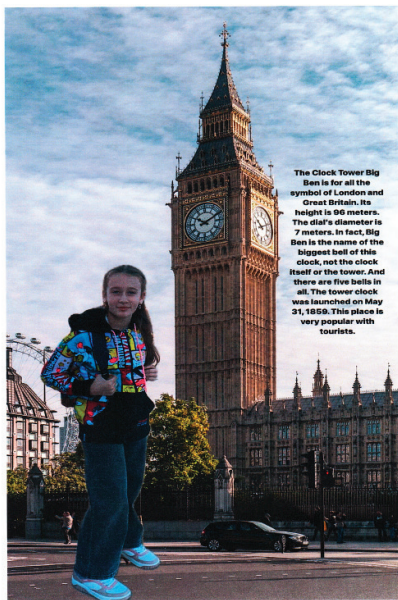 The Clock Tower Big
Ben is for all the
symbol of London and
Great Britain. Its
height is 96 meters.
The dial's diameter is
7 meters. In fact, Big
Ben is the name of the
biggest bell of this
clock, not the clock
itself or the tower. And
there are five bells in
all. The tower clock
was launched on May
31, 1859. This place is
very popular with
tourists.